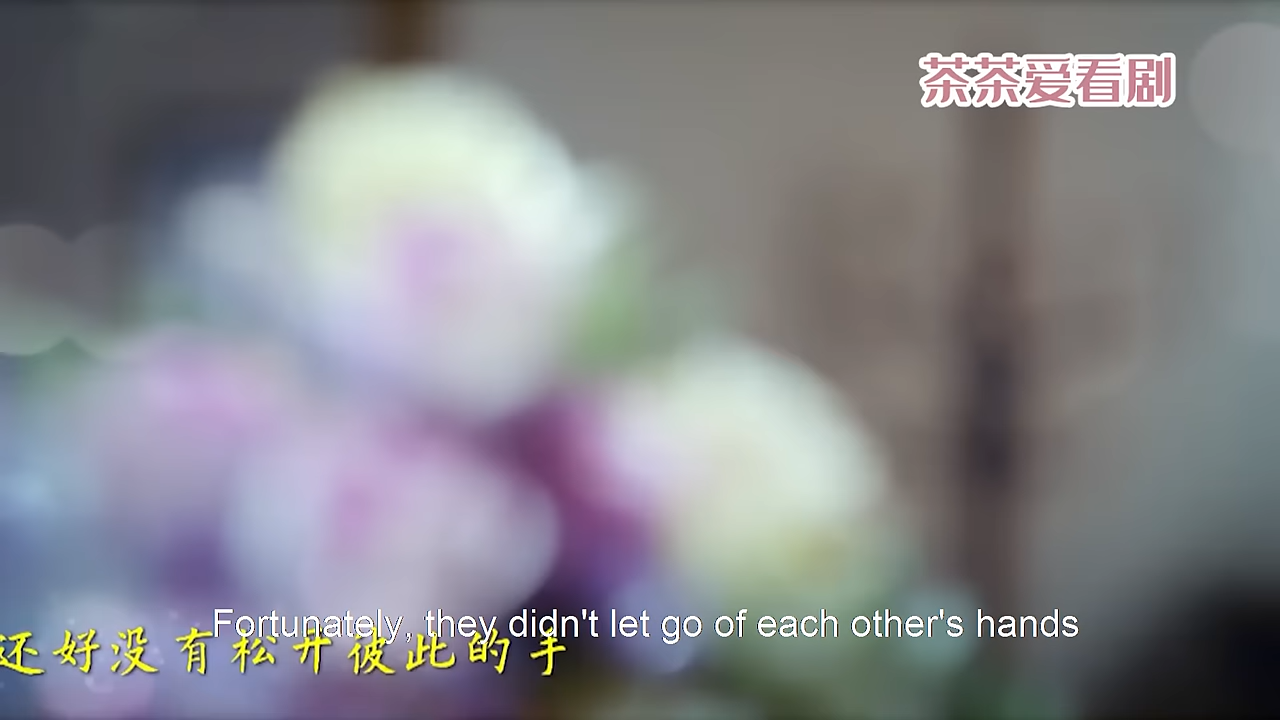 茶茶爱看剧
Fortunately, they didn't let go of each other's hands
还好没有松开彼此的手